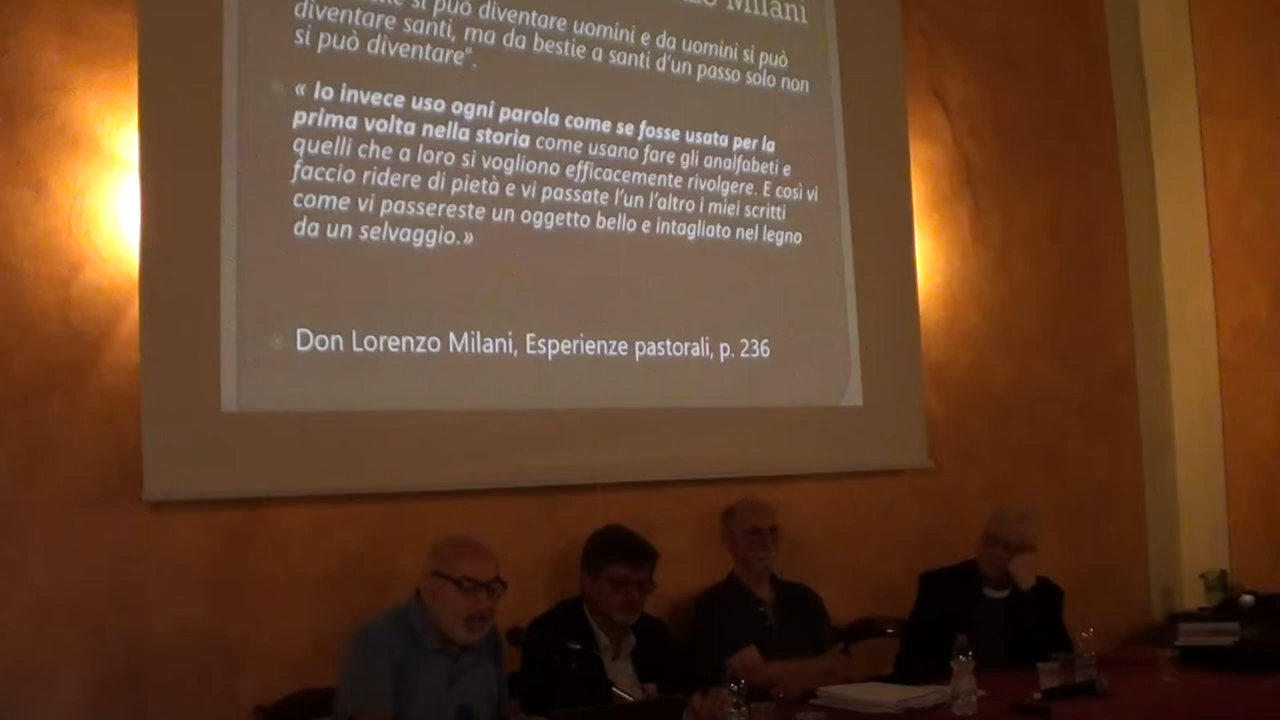 Milani
si può diventare uomini e da uomini si può
diventare santi, ma da bestie a santi d'un passo solo non
si può diventare".
« Io invece uso ogni parola come se fosse usata per la
prima volta nella storia come usano fare gli analfabeti e
quelli che a loro si vogliono efficacemente rivolgere. E così vi
faccio ridere di pietà e vi passate l'un l'altro i miei scritti
come vi passereste un oggetto bello e intagliato nel legno
da un selvaggio.»
Don Lorenzo Milani, Esperienze pastorali, p. 236